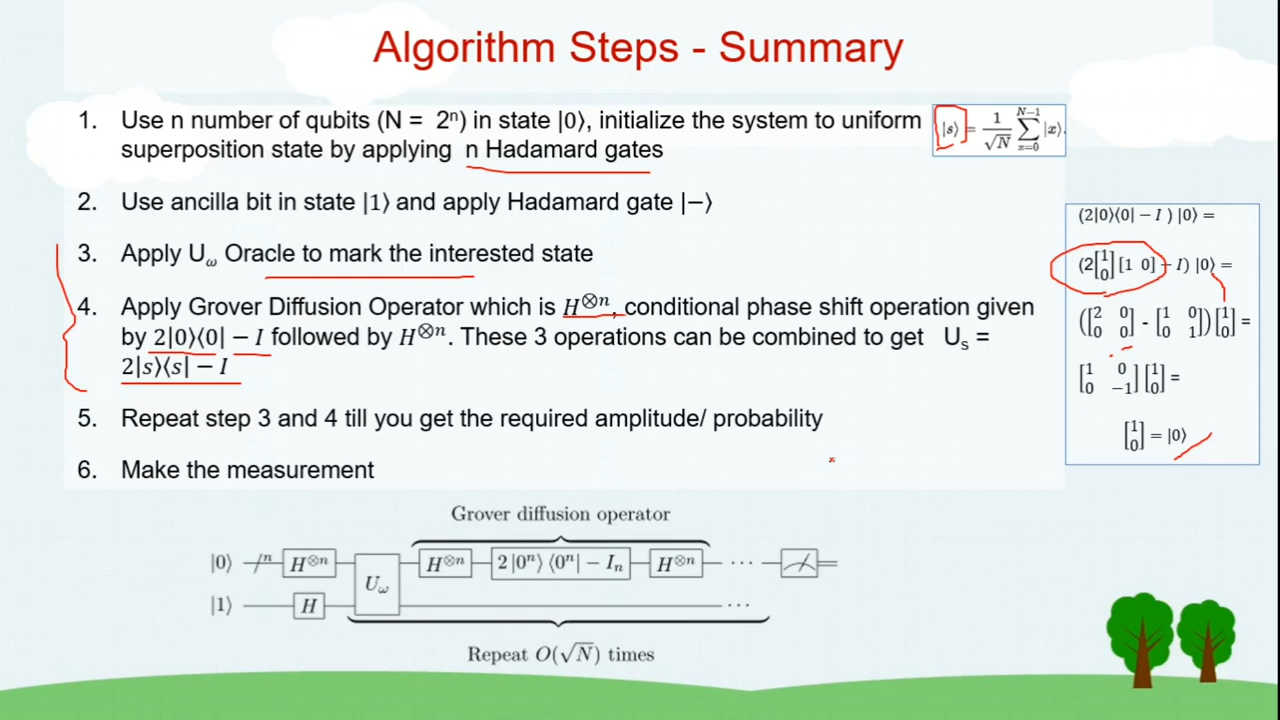 Algorithm Steps - Summary
1. Use n number of qubits (N = 2ⁿ) in state |0⟩, initialize the system to uniform
superposition state by applying n Hadamard gates
|s⟩ = 1/√N ∑_{x=0}^{N−1} |x⟩.
2. Use ancilla bit in state |1⟩ and apply Hadamard gate |−⟩
3. Apply U_ω Oracle to mark the interested state
4. Apply Grover Diffusion Operator which is H^{⊗n}, conditional phase shift operation given
by 2|0⟩⟨0| − I followed by H^{⊗n}. These 3 operations can be combined to get U_s =
2|s⟩⟨s| − I
5. Repeat step 3 and 4 till you get the required amplitude/ probability
6. Make the measurement
(2|0⟩⟨0| − I ) |0⟩ =
(2[1 0]ᵀ [1 0] − I) |0⟩ =
([2 0; 0 0] - [1 0; 0 1])[1; 0] =
[1 0; 0 −1][1; 0] =
[1; 0] = |0⟩
Grover diffusion operator
|0⟩ /ⁿ H^{⊗n} H^{⊗n} 2|0ⁿ⟩⟨0ⁿ| − Iₙ H^{⊗n} ⋯
U_ω
|1⟩ H ⋯
Repeat O(√N) times